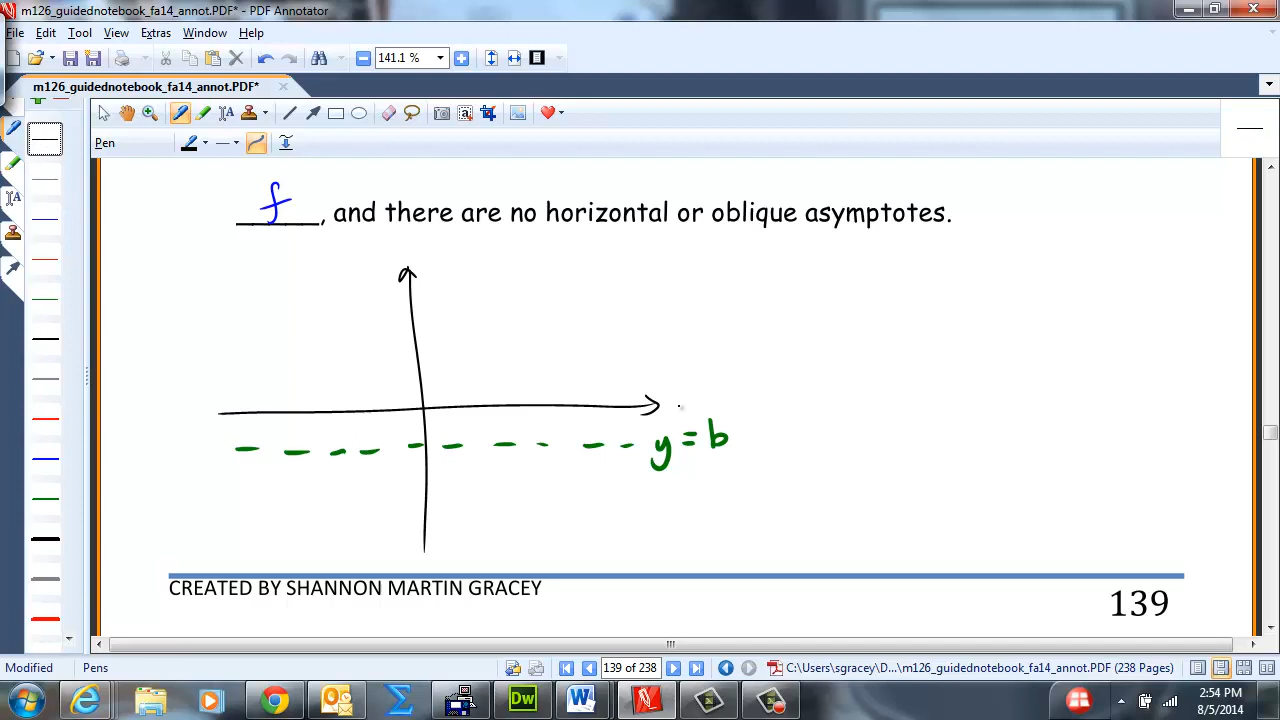 m126_guidednotebook_fa14_annot.PDF* - PDF Annotator
File Edit Tool View Extras Window Help
141.1 %
m126_guidednotebook_fa14_annot.PDF*
Pen
f, and there are no horizontal or oblique asymptotes.
y = b
CREATED BY SHANNON MARTIN GRACEY
139
Modified Pens 139 of 238 C:\Users\sgracey\D...\m126_guidednotebook_fa14_annot.PDF (238 Pages)
Dw W
2:54 PM
8/5/2014